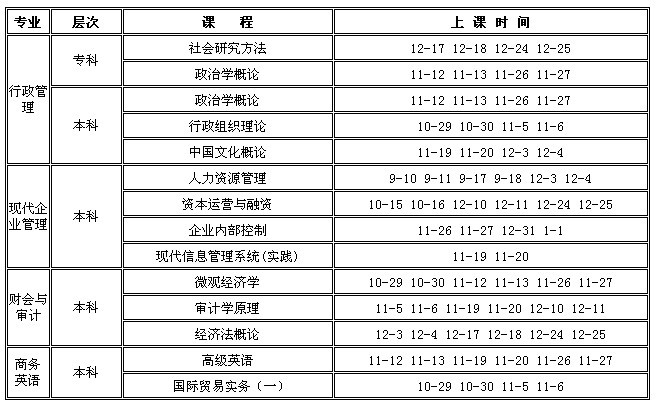 专业 层次 课 程 上 课 时 间
行政管理 专科 社会研究方法 12-17 12-18 12-24 12-25
政治学概论 11-12 11-13 11-26 11-27
本科 政治学概论 11-12 11-13 11-26 11-27
行政组织理论 10-29 10-30 11-5 11-6
中国文化概论 11-19 11-20 12-3 12-4
现代企业管理 本科 人力资源管理 9-10 9-11 9-17 9-18 12-3 12-4
资本运营与融资 10-15 10-16 12-10 12-11 12-24 12-25
企业内部控制 11-26 11-27 12-31 1-1
现代信息管理系统(实践) 11-19 11-20
财会与审计 本科 微观经济学 10-29 10-30 11-12 11-13 11-26 11-27
审计学原理 11-5 11-6 11-19 11-20 12-10 12-11
经济法概论 12-3 12-4 12-17 12-18 12-24 12-25
商务英语 本科 高级英语 11-12 11-13 11-19 11-20 11-26 11-27
国际贸易实务（一） 10-29 10-30 11-5 11-6